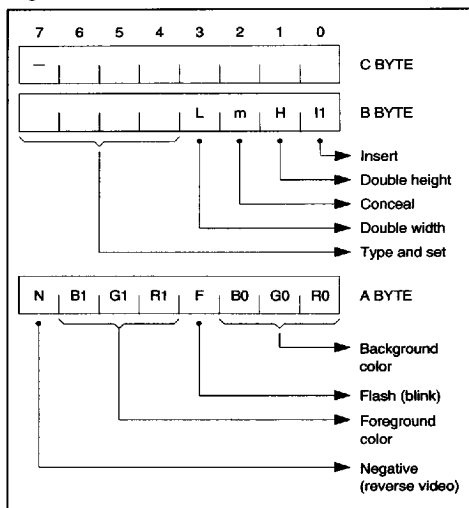 7 6 5 4 3 2 1 0
— C BYTE
L m H I1 B BYTE
Insert
Double height
Conceal
Double width
Type and set
N B1 G1 R1 F B0 G0 R0 A BYTE
Background
color
Flash (blink)
Foreground
color
Negative
(reverse video)